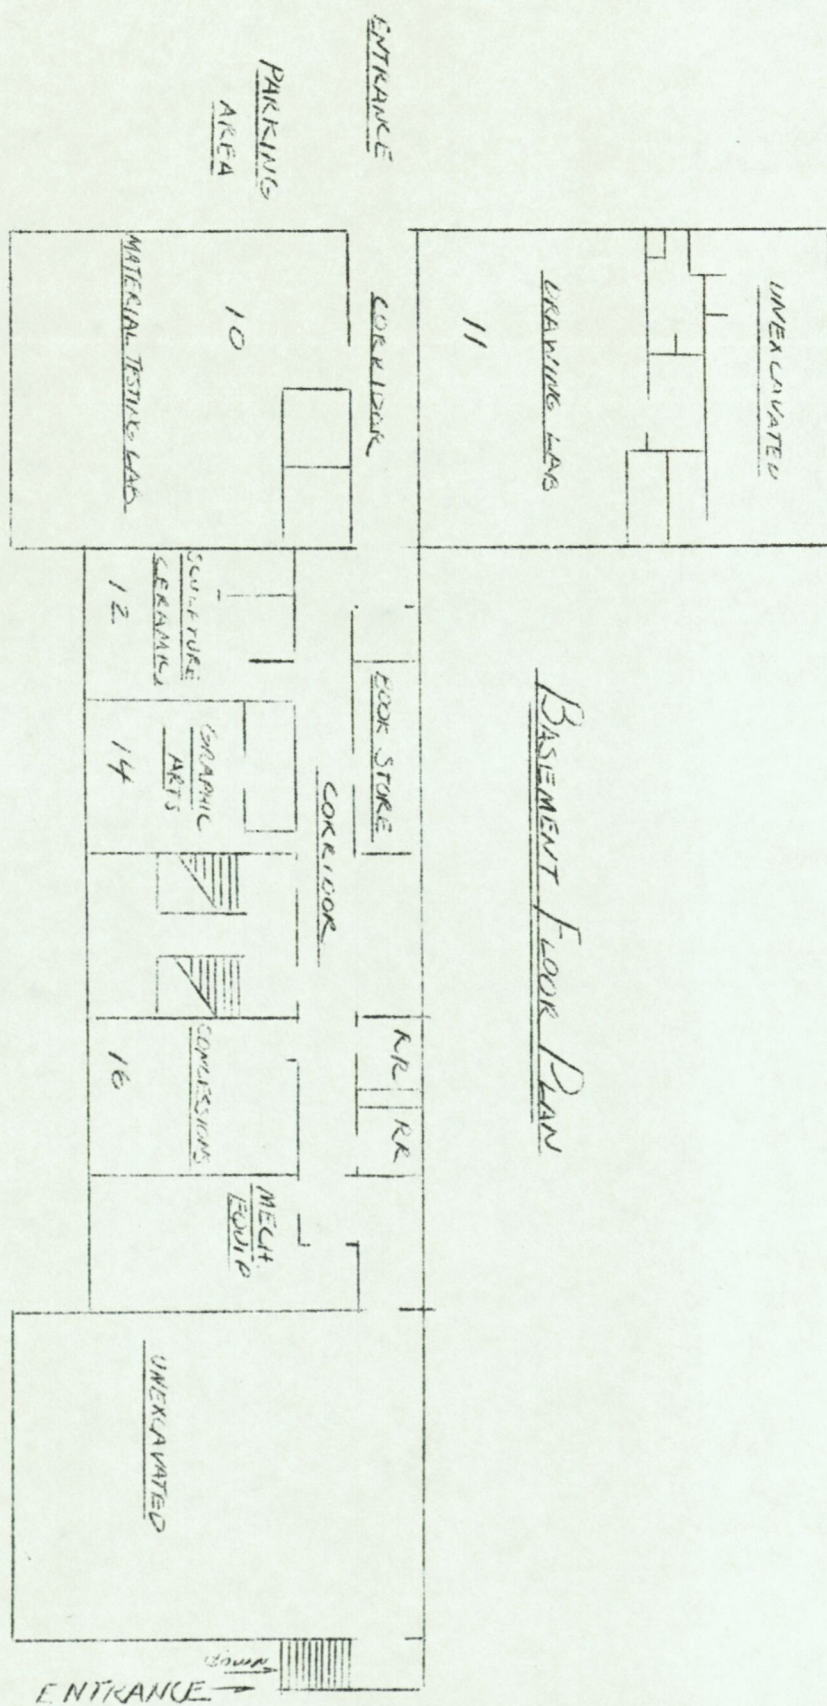 ENTRANCE
PARKING
AREA
MATERIAL TESTING LAB
10
CORRIDOR
11
DRAWING LAB
UNEXCAVATED
12
SCULPTURE
CERAMICS
14
GRAPHIC
ARTS
CORRIDOR
BOOK STORE
BASEMENT FLOOR PLAN
16
CONCESSIONS
RR
RR
MECH.
EQUIP
UNEXCAVATED
DOWN
ENTRANCE